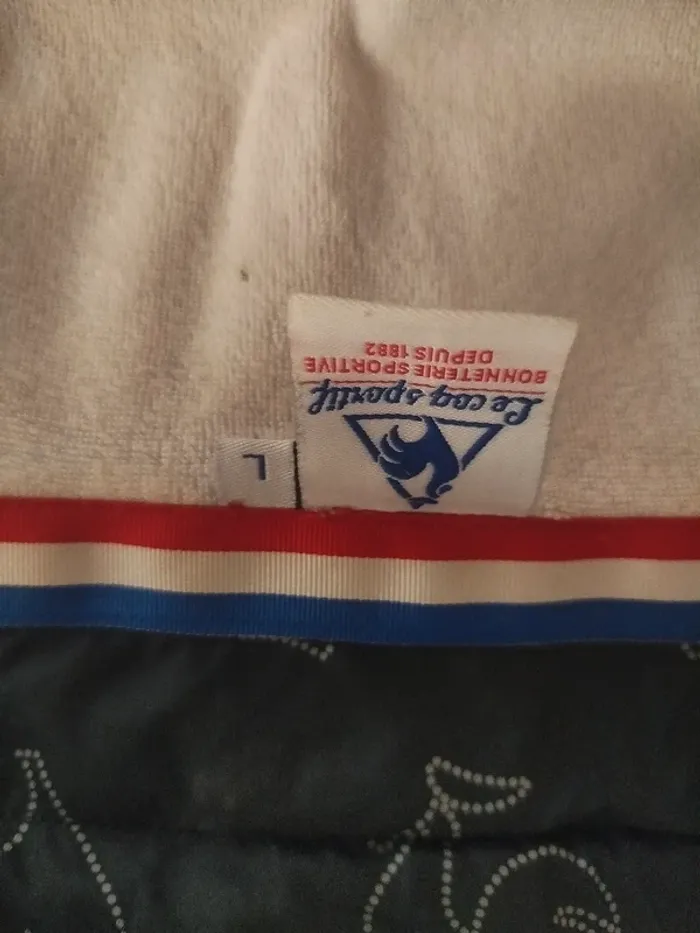 Le coq sportif
BONNETERIE SPORTIVE
DEPUIS 1882
L